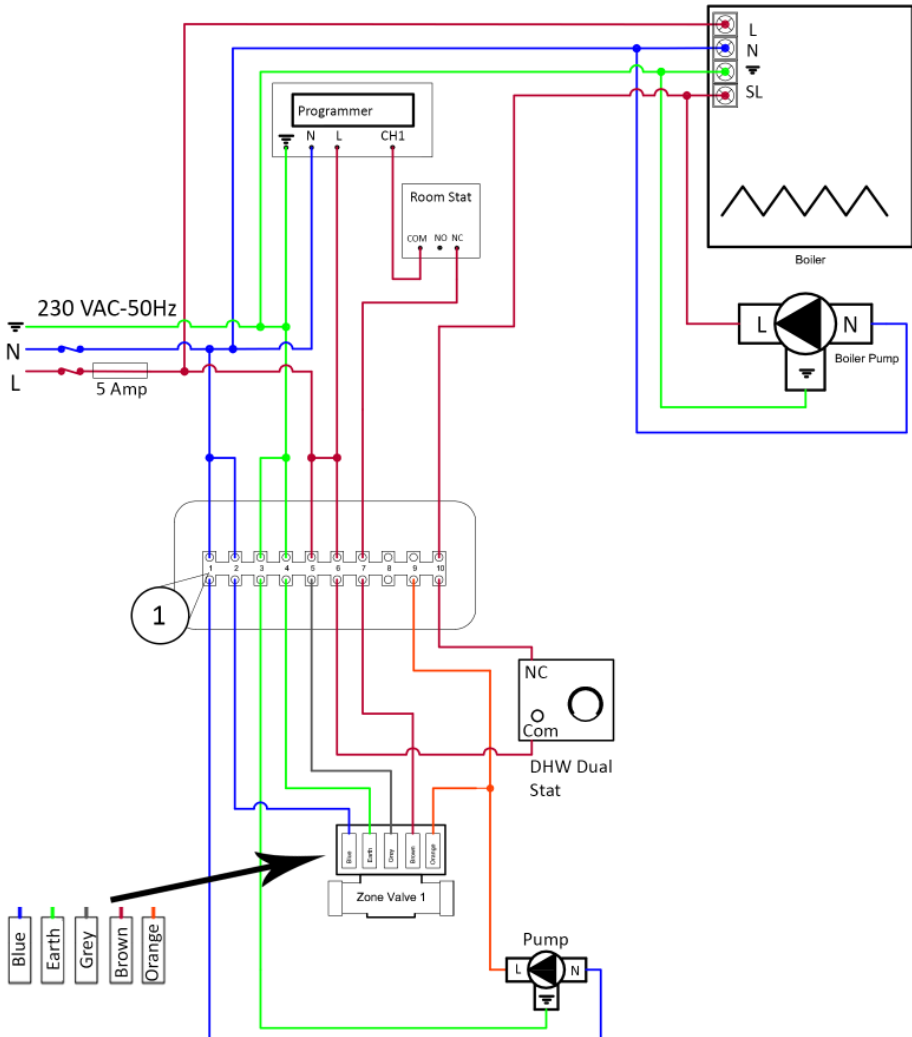 L
N
SL
Programmer
N L CH1
Room Stat
COM NO NC
Boiler
230 VAC-50Hz
N
L
5 Amp
L N
Boiler Pump
1 2 3 4 5 6 7 8 9 10
1
NC
Com
DHW Dual
Stat
Blue Earth Grey Brown Orange
Zone Valve 1
Blue Earth Grey Brown Orange
Pump
L N